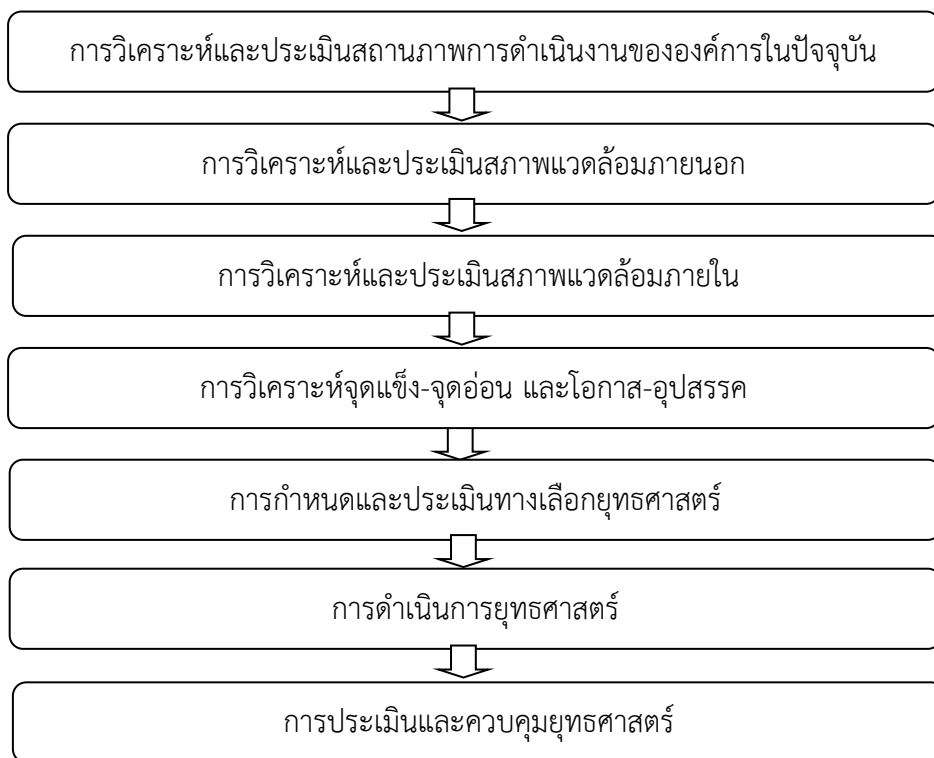 การวิเคราะห์และประเมินสถานภาพการดำเนินงานขององค์การในปัจจุบัน
การวิเคราะห์และประเมินสภาพแวดล้อมภายนอก
การวิเคราะห์และประเมินสภาพแวดล้อมภายใน
การวิเคราะห์จุดแข็ง-จุดอ่อน และโอกาส-อุปสรรค
การกำหนดและประเมินทางเลือกยุทธศาสตร์
การดำเนินการยุทธศาสตร์
การประเมินและควบคุมยุทธศาสตร์